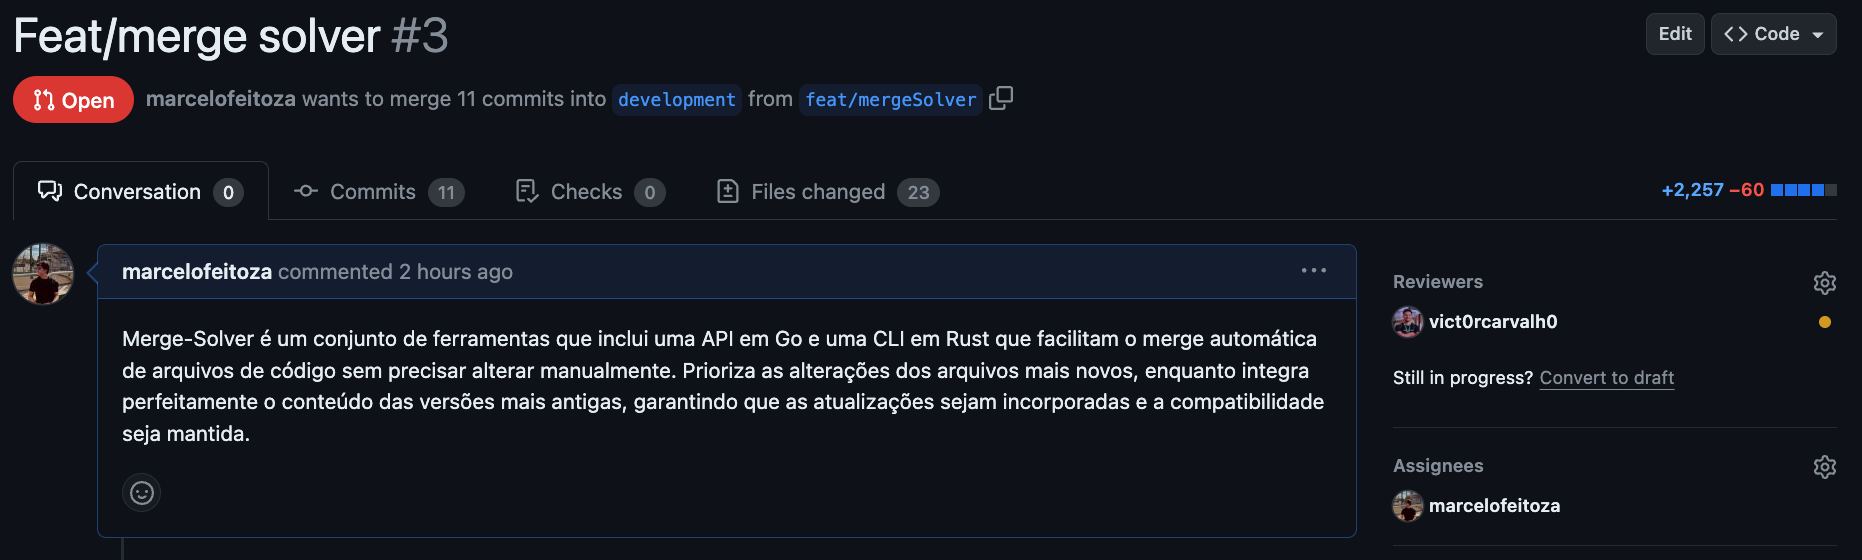 Feat/merge solver #3
Edit
Code
Open
marcelofeitoza wants to merge 11 commits into development from feat/mergeSolver
Conversation 0
Commits 11
Checks 0
Files changed 23
+2,257 −60
marcelofeitoza commented 2 hours ago
Merge-Solver é um conjunto de ferramentas que inclui uma API em Go e uma CLI em Rust que facilitam o merge automática
de arquivos de código sem precisar alterar manualmente. Prioriza as alterações dos arquivos mais novos, enquanto integra
perfeitamente o conteúdo das versões mais antigas, garantindo que as atualizações sejam incorporadas e a compatibilidade
seja mantida.
Reviewers
vict0rcarvalh0
Still in progress? Convert to draft
Assignees
marcelofeitoza